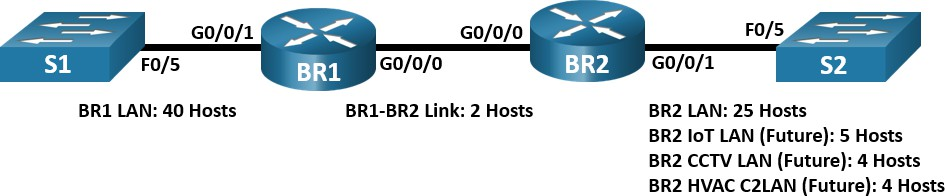 G0/0/1
G0/0/0
F0/5
S1
BR1
BR2
S2
F0/5
G0/0/0
G0/0/1
BR1 LAN: 40 Hosts
BR1-BR2 Link: 2 Hosts
BR2 LAN: 25 Hosts
BR2 IoT LAN (Future): 5 Hosts
BR2 CCTV LAN (Future): 4 Hosts
BR2 HVAC C2LAN (Future): 4 Hosts